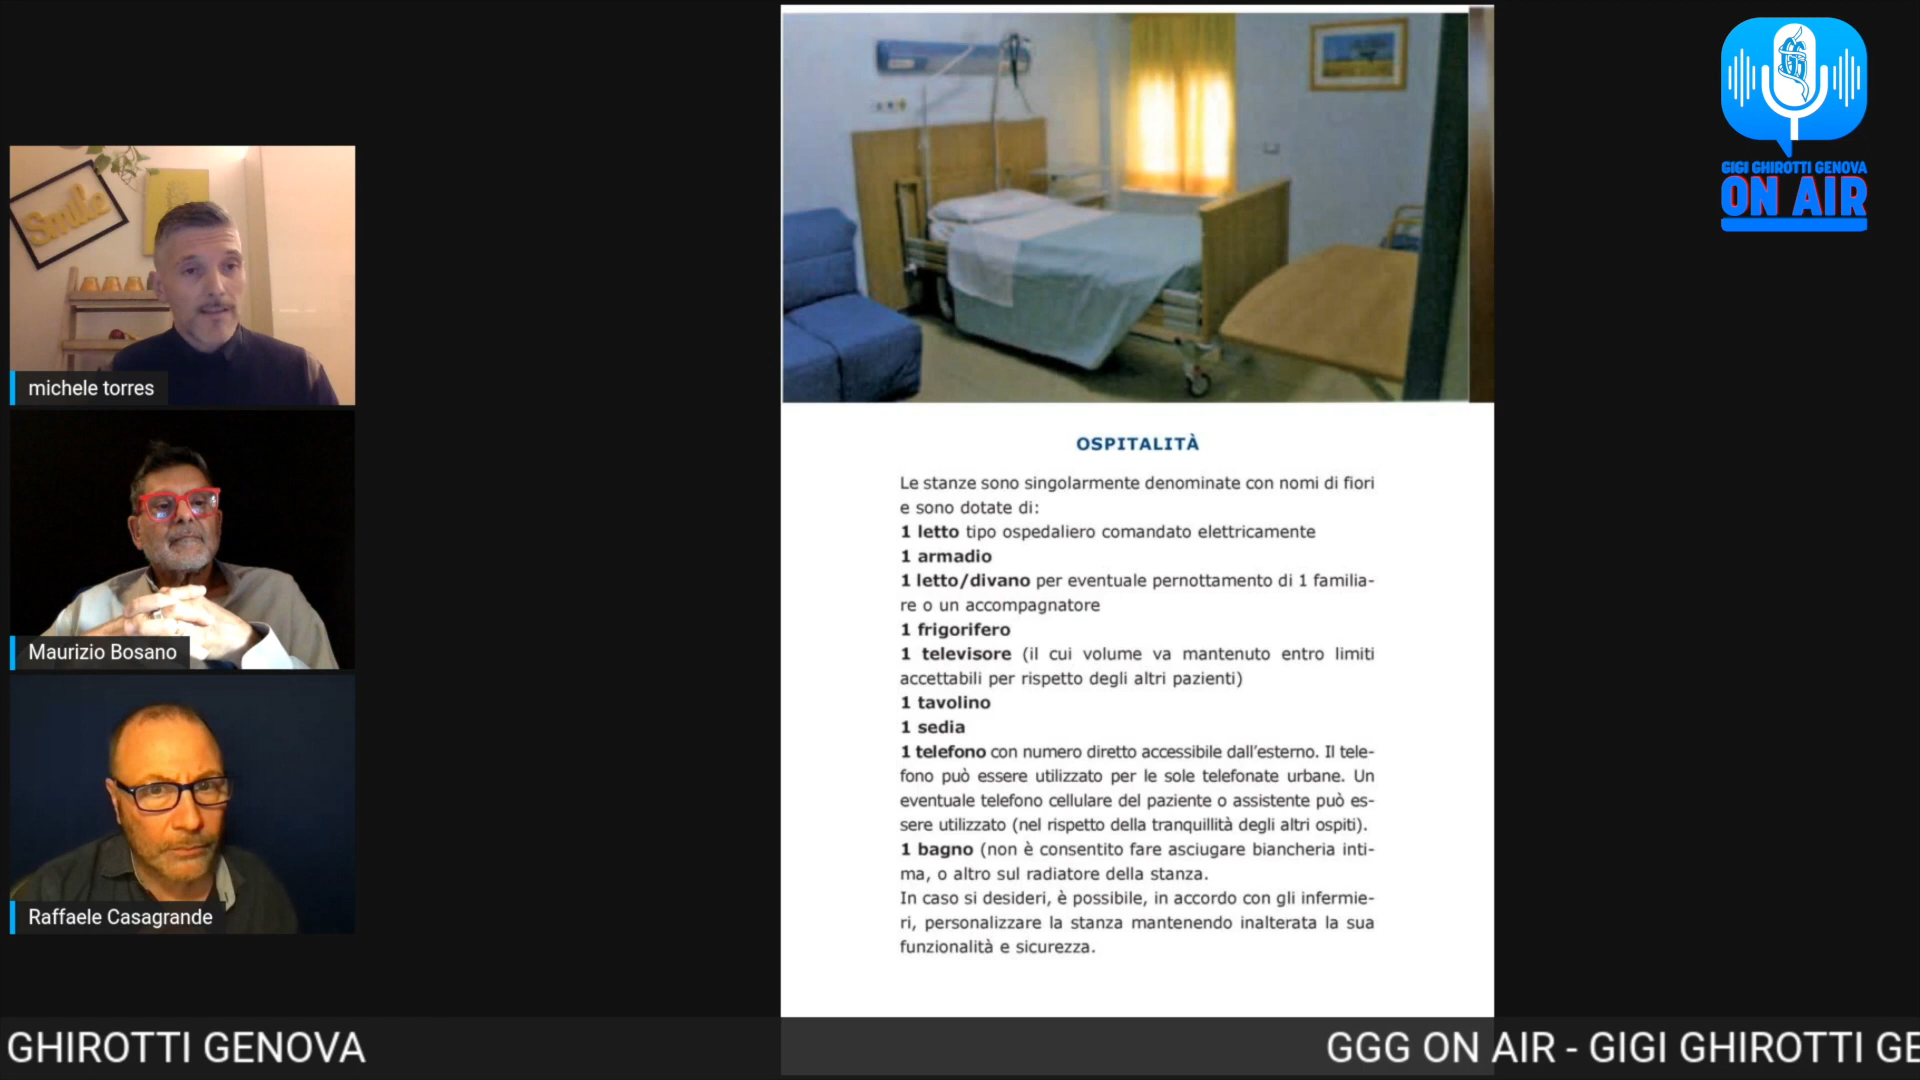 Smile
michele torres
Maurizio Bosano
Raffaele Casagrande
OSPITALITÀ
Le stanze sono singolarmente denominate con nomi di fiori
e sono dotate di:
1 letto tipo ospedaliero comandato elettricamente
1 armadio
1 letto/divano per eventuale pernottamento di 1 familia-
re o un accompagnatore
1 frigorifero
1 televisore (il cui volume va mantenuto entro limiti
accettabili per rispetto degli altri pazienti)
1 tavolino
1 sedia
1 telefono con numero diretto accessibile dall'esterno. Il tele-
fono può essere utilizzato per le sole telefonate urbane. Un
eventuale telefono cellulare del paziente o assistente può es-
sere utilizzato (nel rispetto della tranquillità degli altri ospiti).
1 bagno (non è consentito fare asciugare biancheria inti-
ma, o altro sul radiatore della stanza.
In caso si desideri, è possibile, in accordo con gli infermie-
ri, personalizzare la stanza mantenendo inalterata la sua
funzionalità e sicurezza.
GIGI GHIROTTI GENOVA
ON AIR
GHIROTTI GENOVA
GGG ON AIR - GIGI GHIROTTI GE